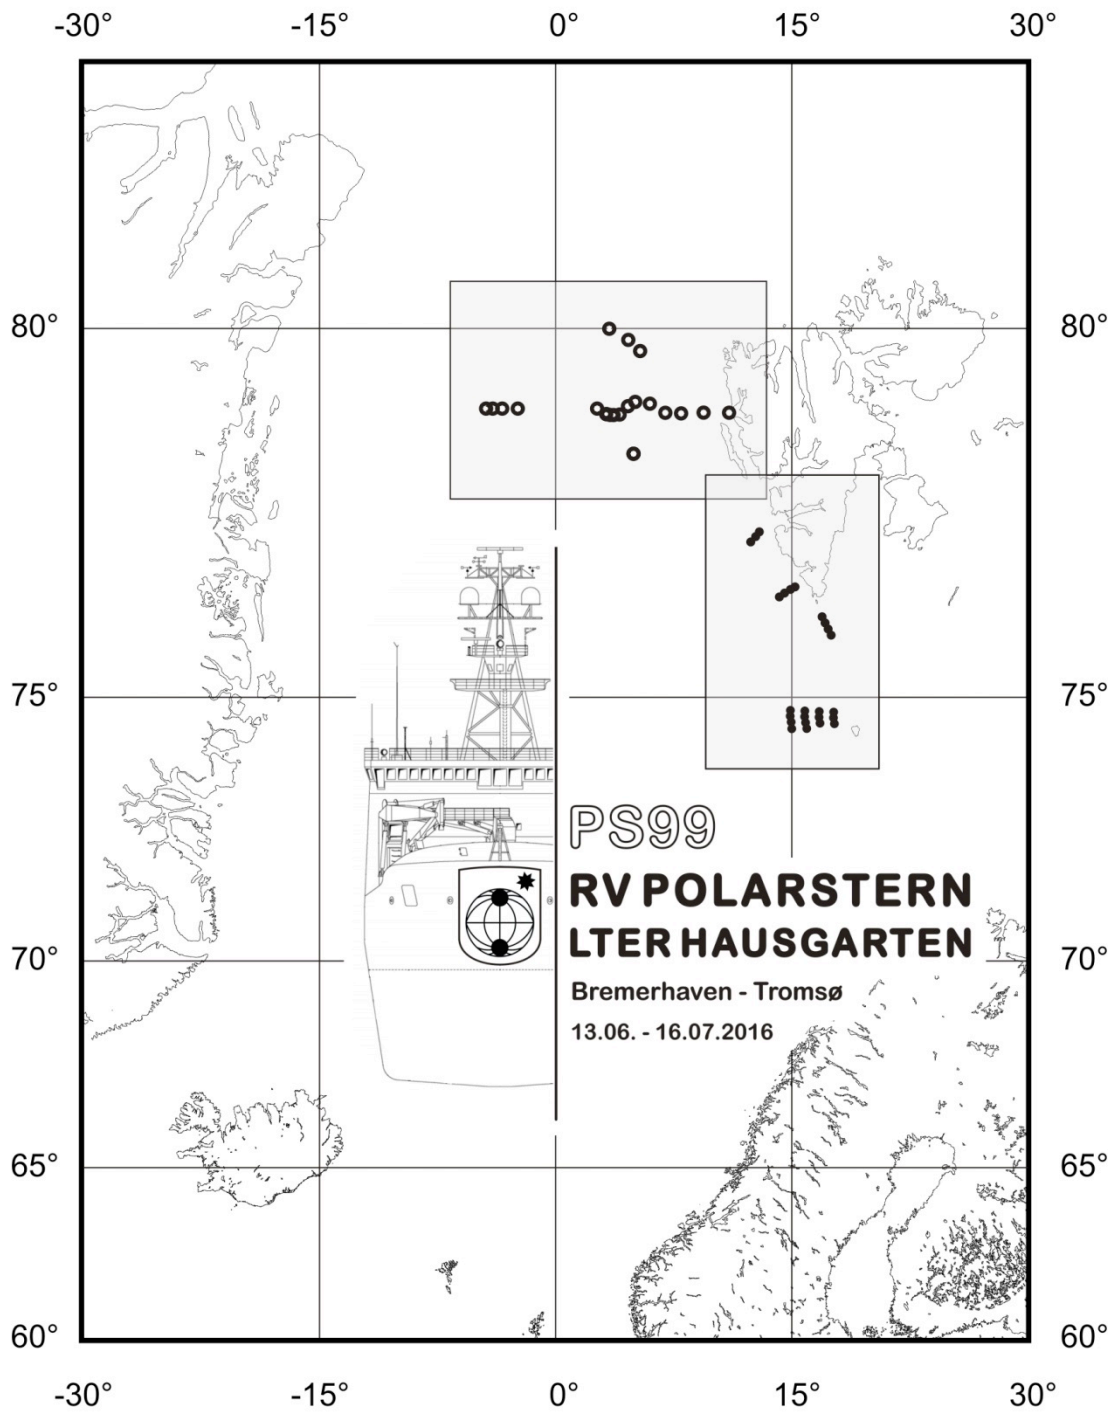 -30° -15° 0° 15° 30°
80° 80°
75° 75°
PS99
RV POLARSTERN
LTER HAUSGARTEN
70° 70°
Bremerhaven - Tromsø
13.06. - 16.07.2016
65° 65°
60° 60°
-30° -15° 0° 15° 30°